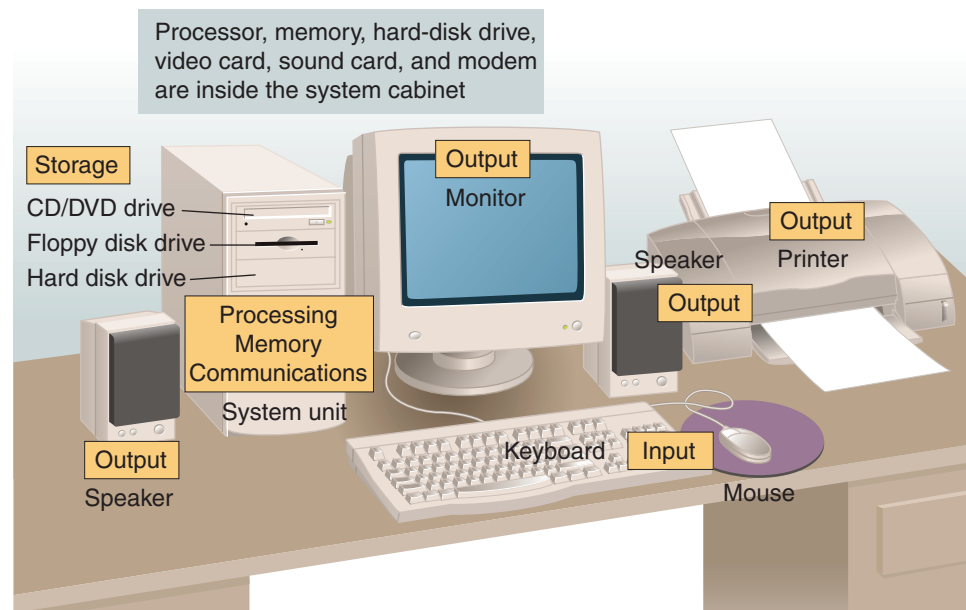 Processor, memory, hard-disk drive,
video card, sound card, and modem
are inside the system cabinet
Storage
CD/DVD drive
Floppy disk drive
Hard disk drive
Processing
Memory
Communications
System unit
Output
Speaker
Output
Monitor
Speaker
Output
Output
Printer
Keyboard
Input
Mouse